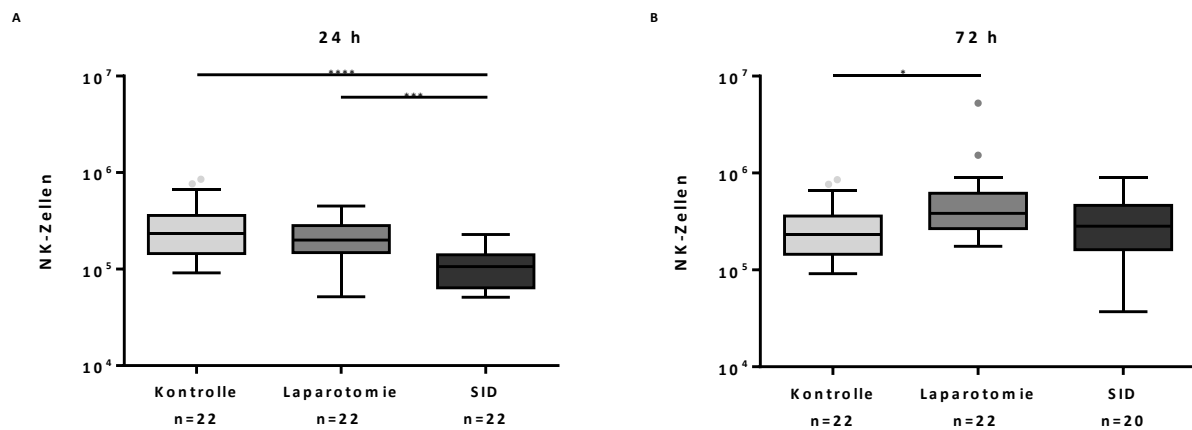 A
24 h
****
***
10⁷
10⁶
10⁵
10⁴
NK-Zellen
Kontrolle Laparotomie SID
n=22 n=22 n=22
B
72 h
*
10⁷
10⁶
10⁵
10⁴
NK-Zellen
Kontrolle Laparotomie SID
n=22 n=22 n=20